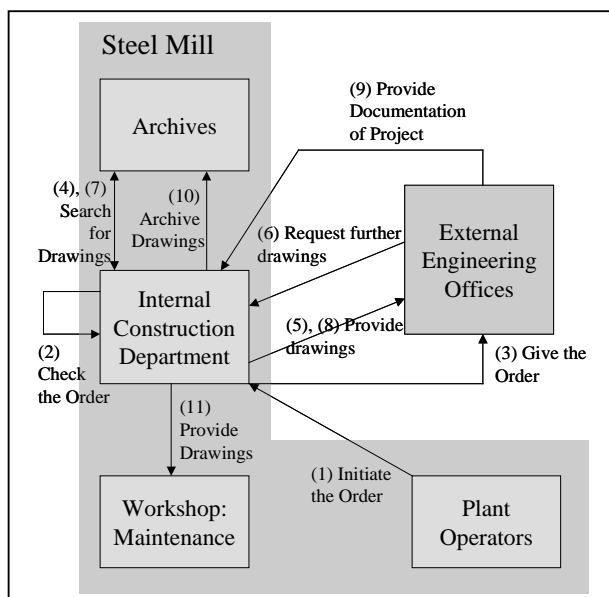 Steel Mill
Archives
(9) Provide
Documentation
of Project
(4), (7)
Search
for
Drawings
(10)
Archive
Drawings
(6) Request further
drawings
External
Engineering
Offices
Internal
Construction
Department
(5), (8) Provide
drawings
(2)
Check
the Order
(3) Give the
Order
(11)
Provide
Drawings
(1) Initiate
the Order
Workshop:
Maintenance
Plant
Operators